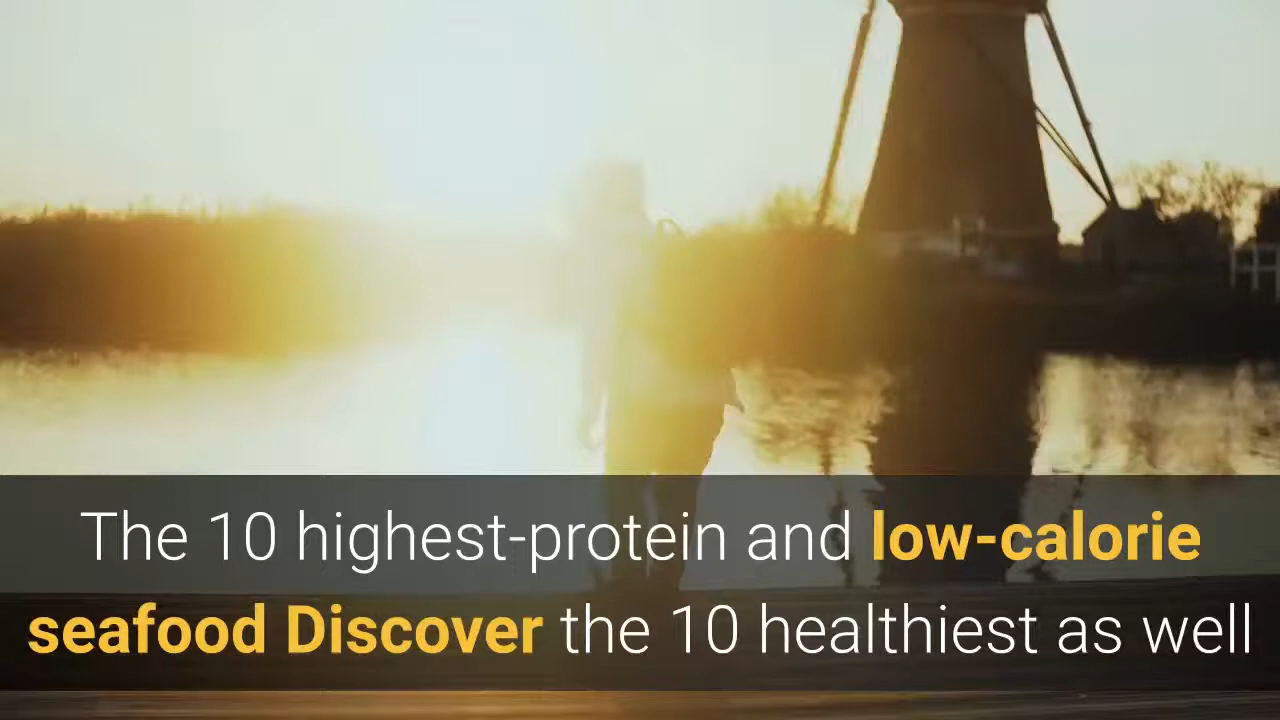 The 10 highest-protein and low-calorie
seafood Discover the 10 healthiest as well